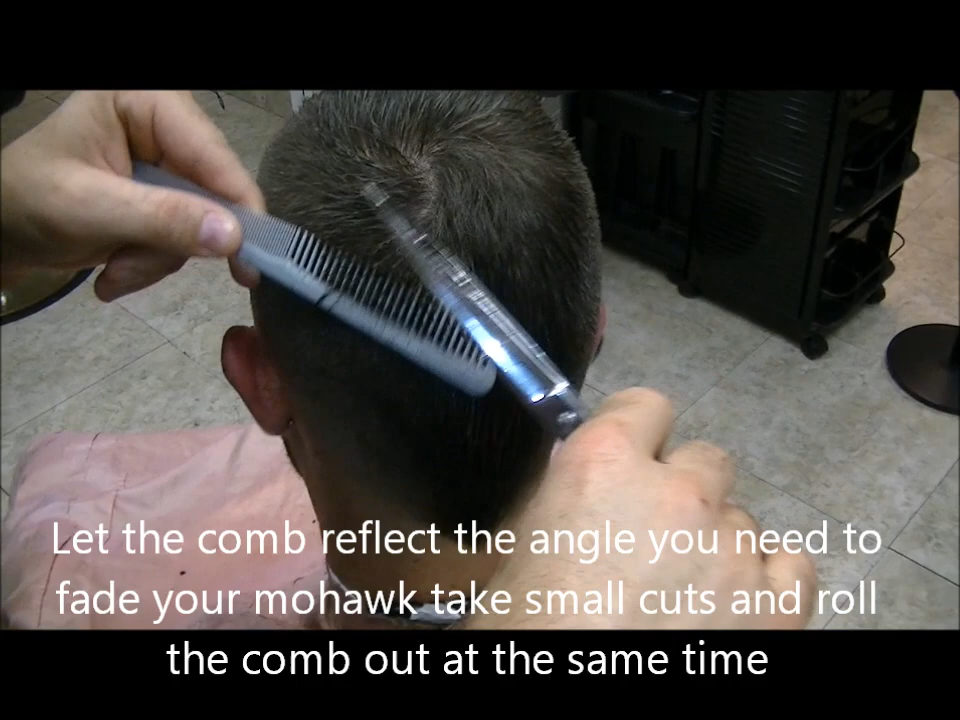 Let the comb reflect the angle you need to
fade your mohawk take small cuts and roll
the comb out at the same time